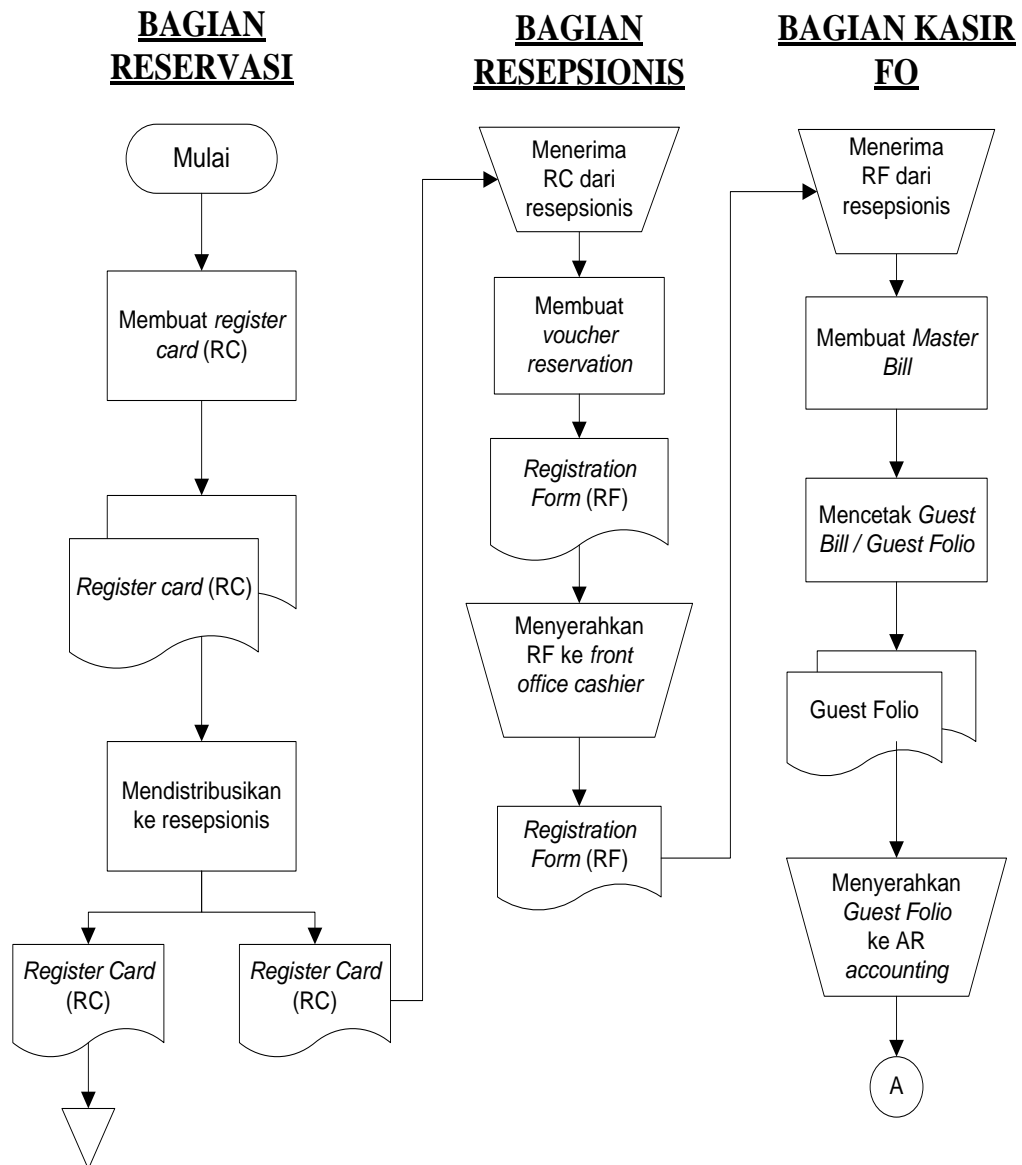 BAGIAN
RESERVASI
Mulai
Membuat register
card (RC)
Register card (RC)
Mendistribusikan
ke resepsionis
Register Card
(RC)
Register Card
(RC)
BAGIAN
RESEPSIONIS
Menerima
RC dari
resepsionis
Membuat
voucher
reservation
Registration
Form (RF)
Menyerahkan
RF ke front
office cashier
Registration
Form (RF)
BAGIAN KASIR
FO
Menerima
RF dari
resepsionis
Membuat Master
Bill
Mencetak Guest
Bill / Guest Folio
Guest Folio
Menyerahkan
Guest Folio
ke AR
accounting
A